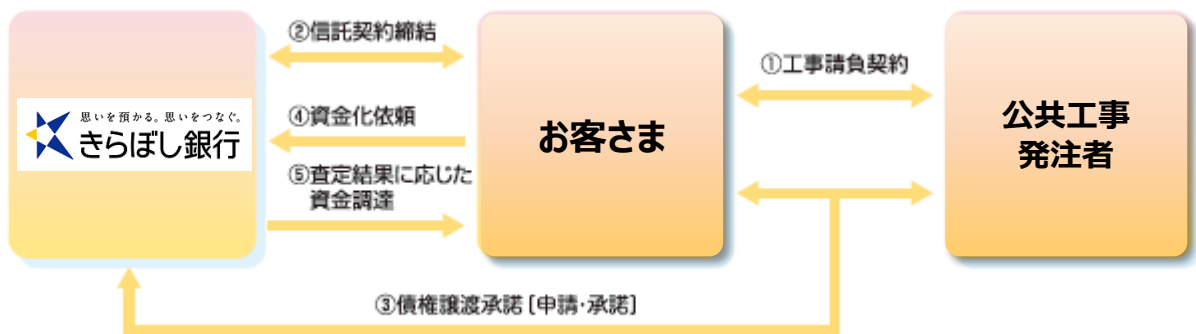 ②信託契約締結
①工事請負契約
思いを預かる。思いをつなぐ。
きらぼし銀行
④資金化依頼
お客さま
公共工事
発注者
⑤査定結果に応じた
資金調達
③債権譲渡承諾［申請・承諾］